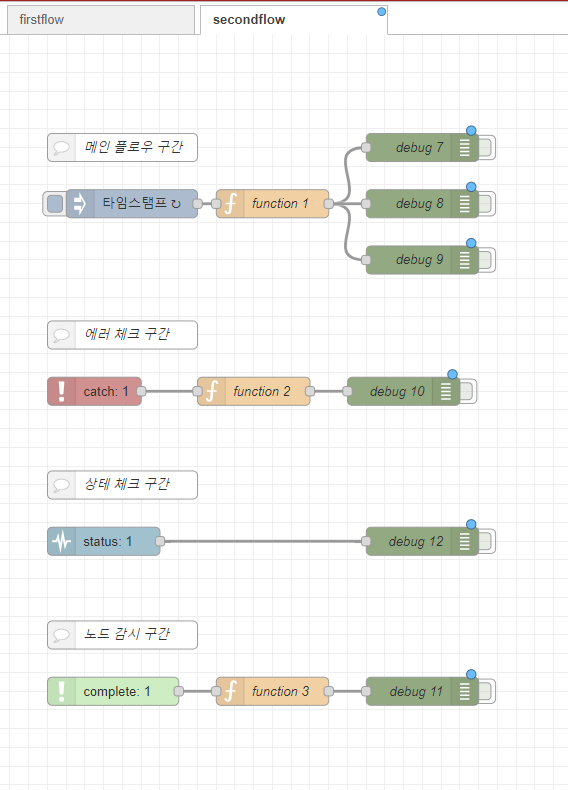 firstflow
secondflow
메인 플로우 구간
타임스탬프 ↻
function 1
debug 7
debug 8
debug 9
에러 체크 구간
catch: 1
function 2
debug 10
상테 체크 구간
status: 1
debug 12
노드 감시 구간
complete: 1
function 3
debug 11